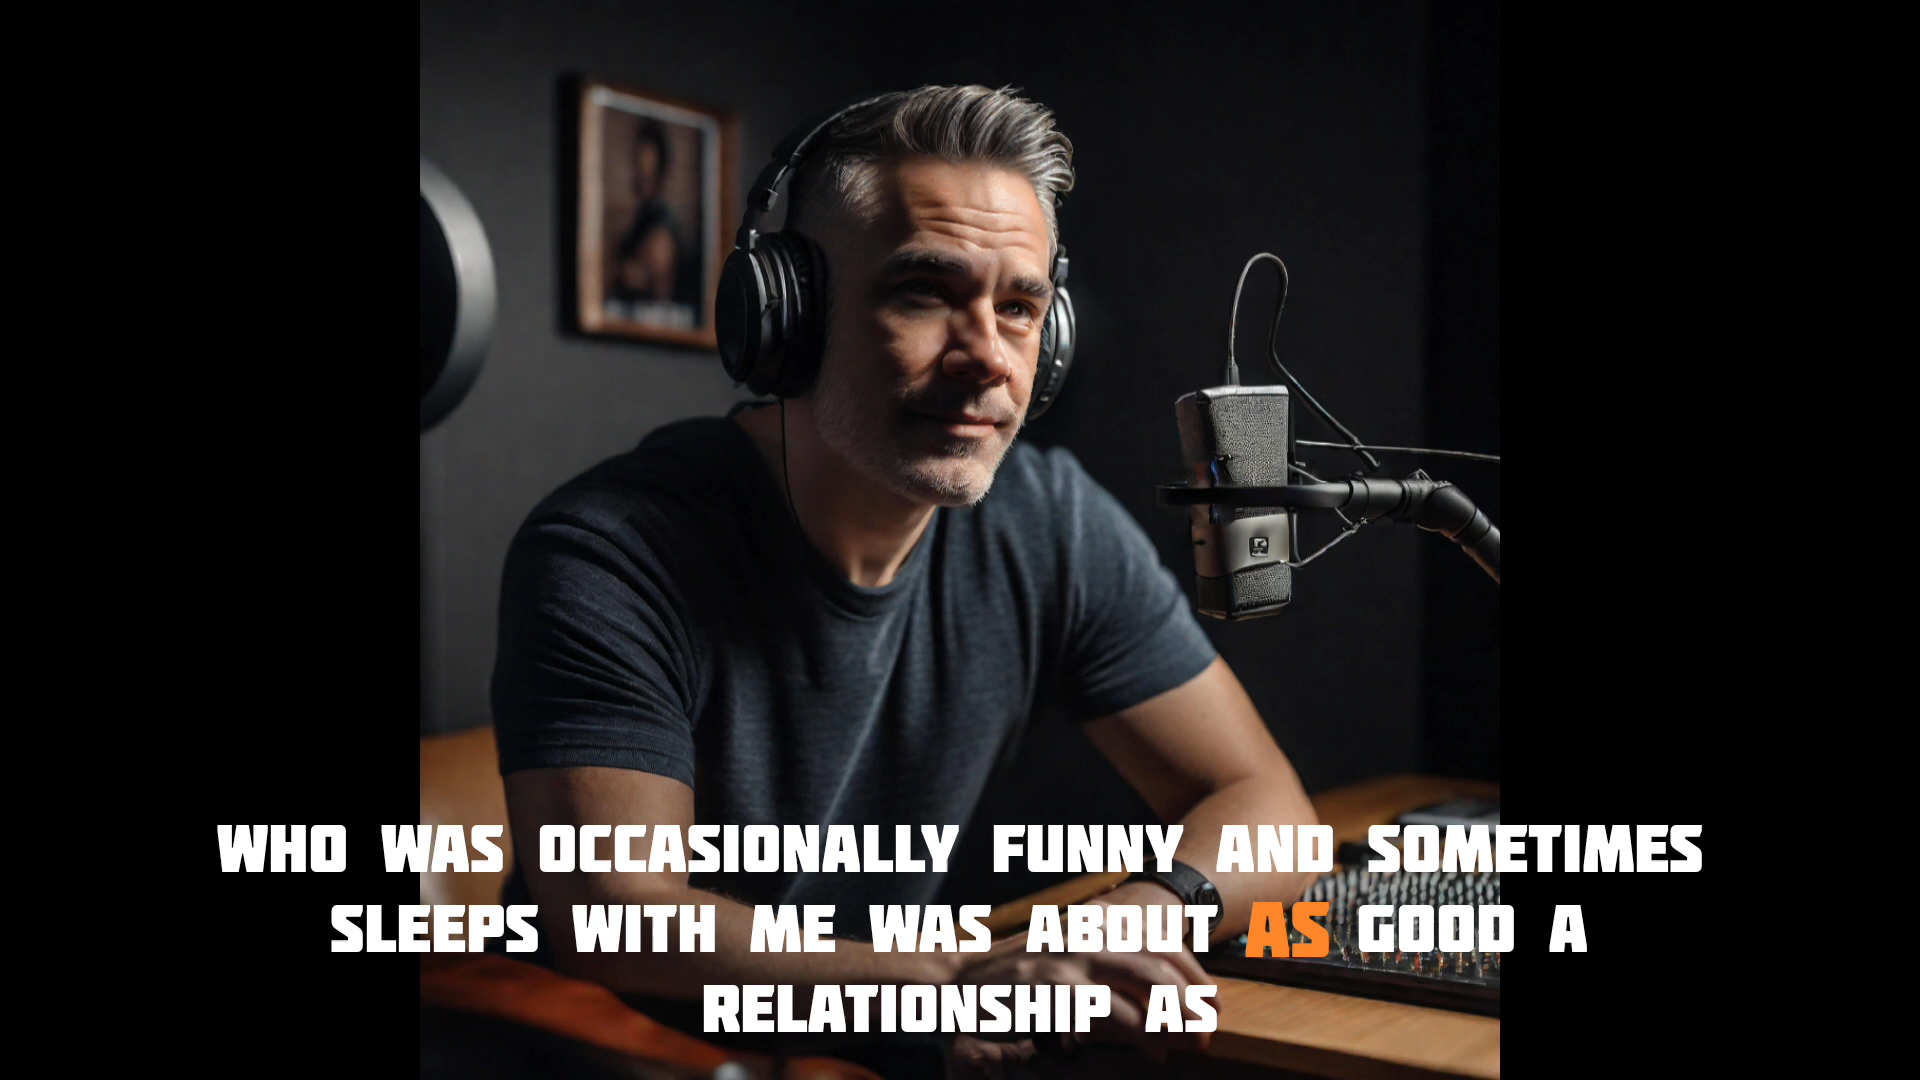 WHO WAS OCCASIONALLY FUNNY AND SOMETIMES
SLEEPS WITH ME WAS ABOUT AS GOOD A
RELATIONSHIP AS